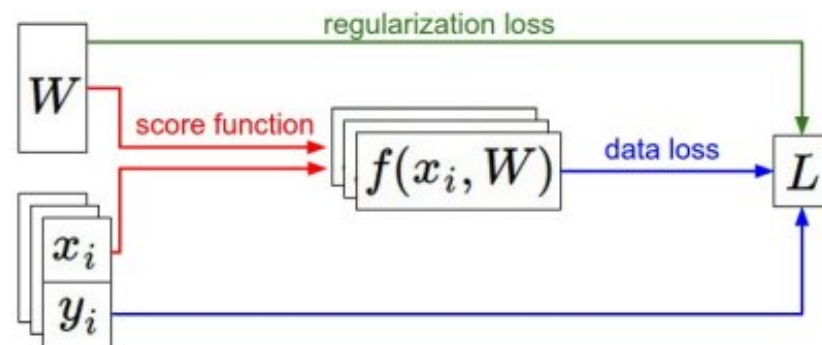 regularization loss
W
score function
f(x_i, W)
data loss
L
x_i
y_i